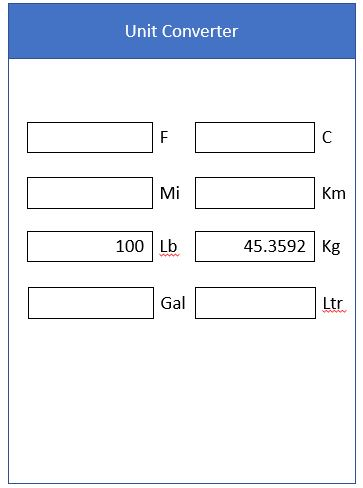 Unit Converter
F C
Mi Km
100 Lb 45.3592 Kg
Gal Ltr